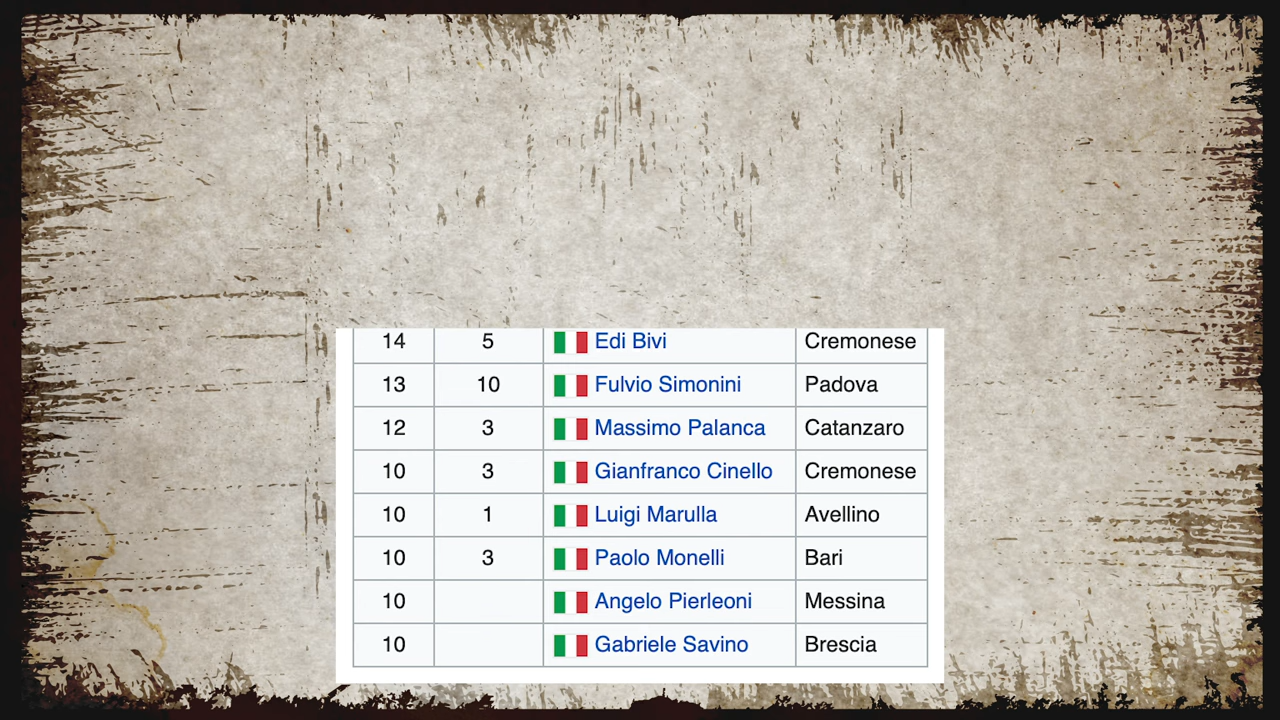 14 5 Edi Bivi Cremonese
13 10 Fulvio Simonini Padova
12 3 Massimo Palanca Catanzaro
10 3 Gianfranco Cinello Cremonese
10 1 Luigi Marulla Avellino
10 3 Paolo Monelli Bari
10 Angelo Pierleoni Messina
10 Gabriele Savino Brescia